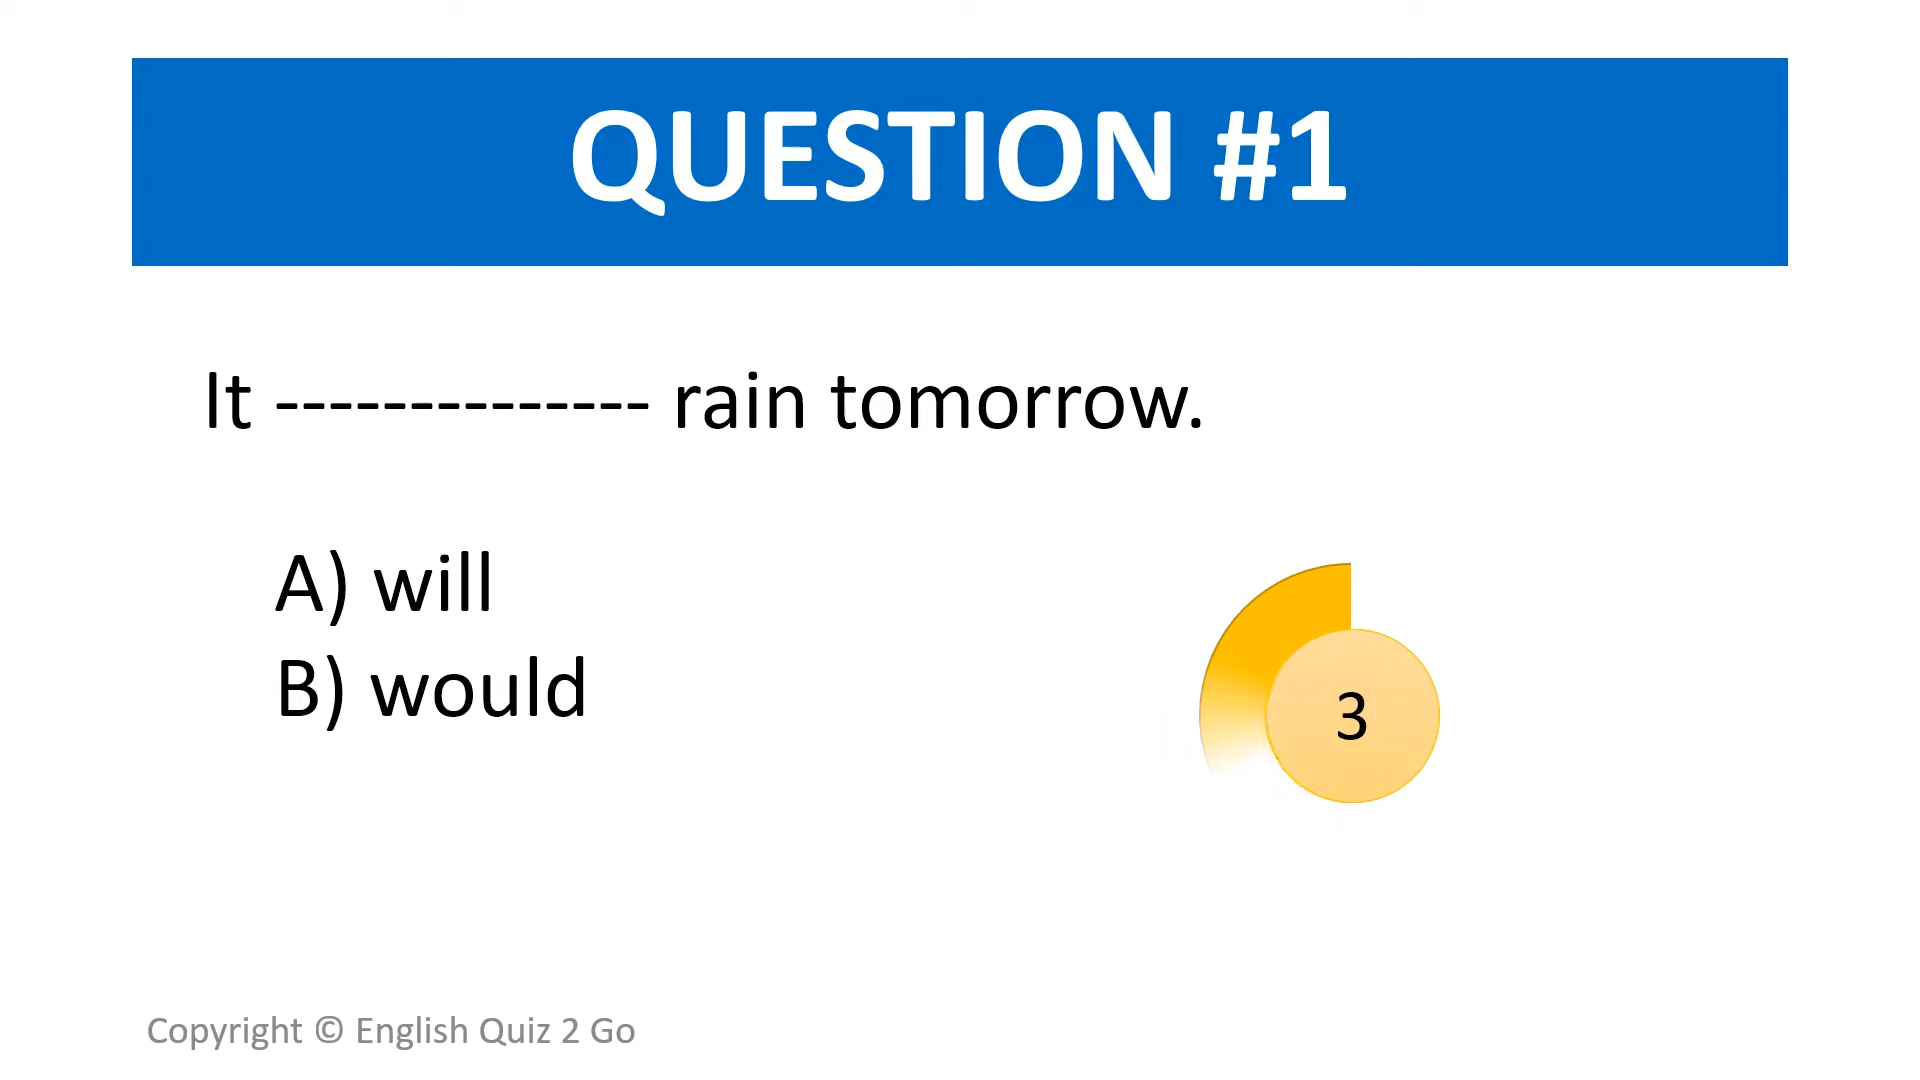 QUESTION #1
It -------------- rain tomorrow.
A) will
B) would
3
Copyright © English Quiz 2 Go